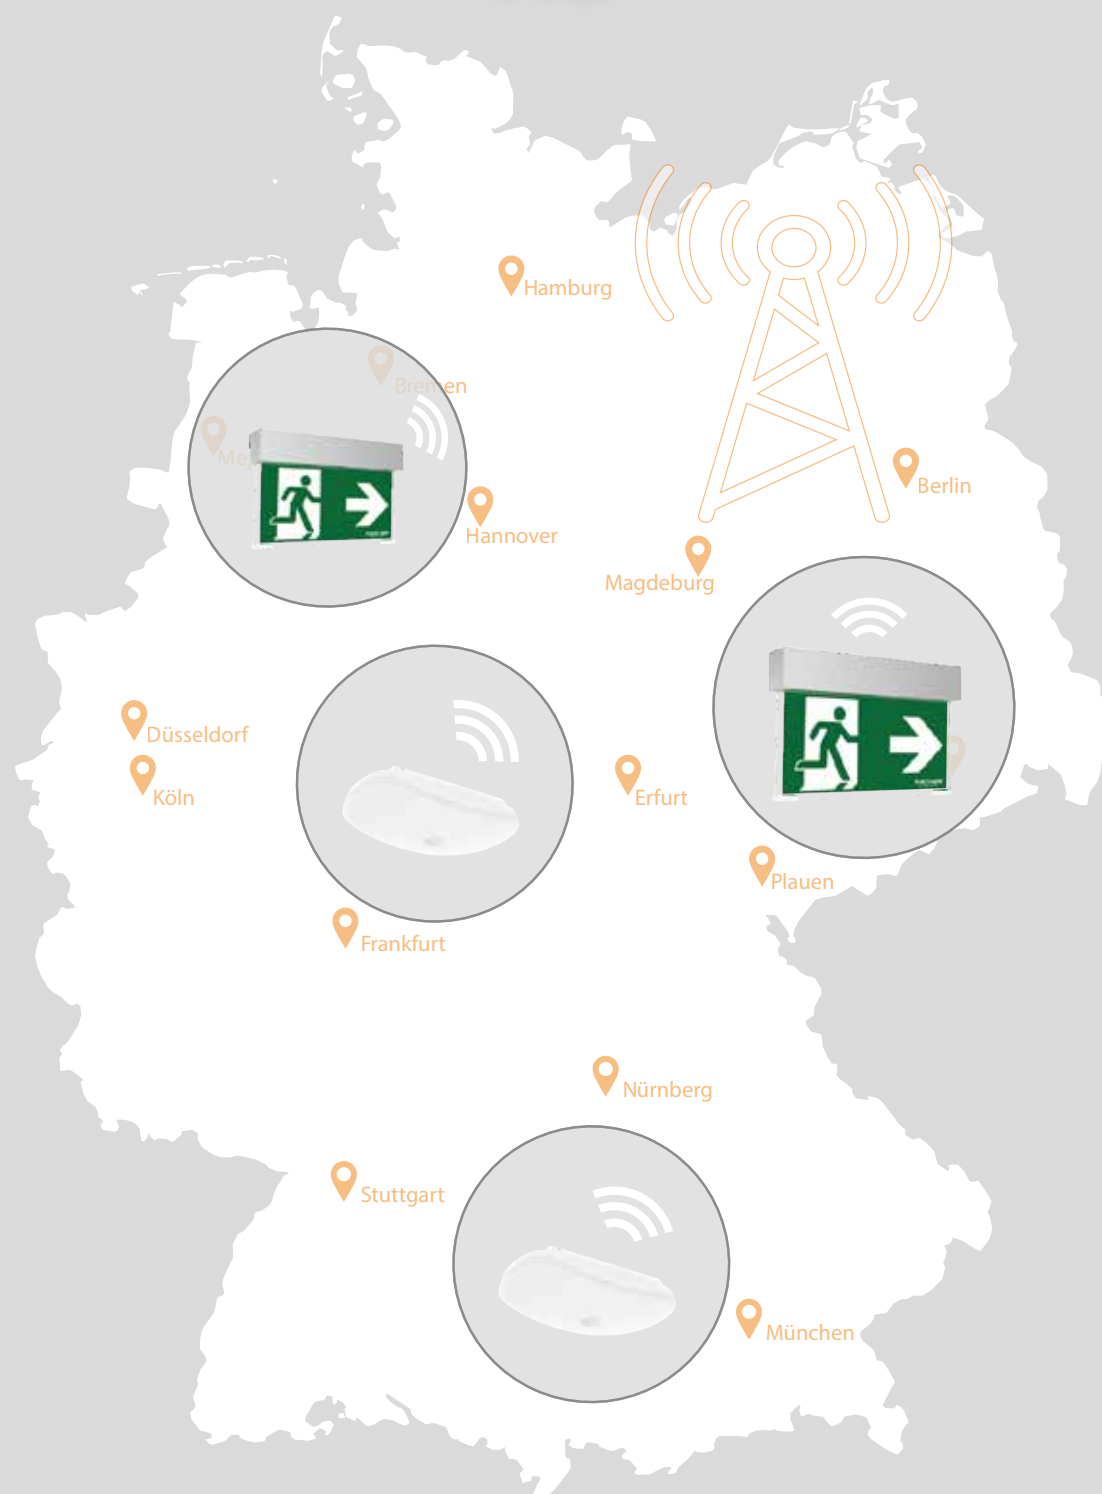 Hamburg
Bremen
Berlin
Hannover
Magdeburg
Düsseldorf
Köln
Erfurt
Plauen
Frankfurt
Nürnberg
Stuttgart
München